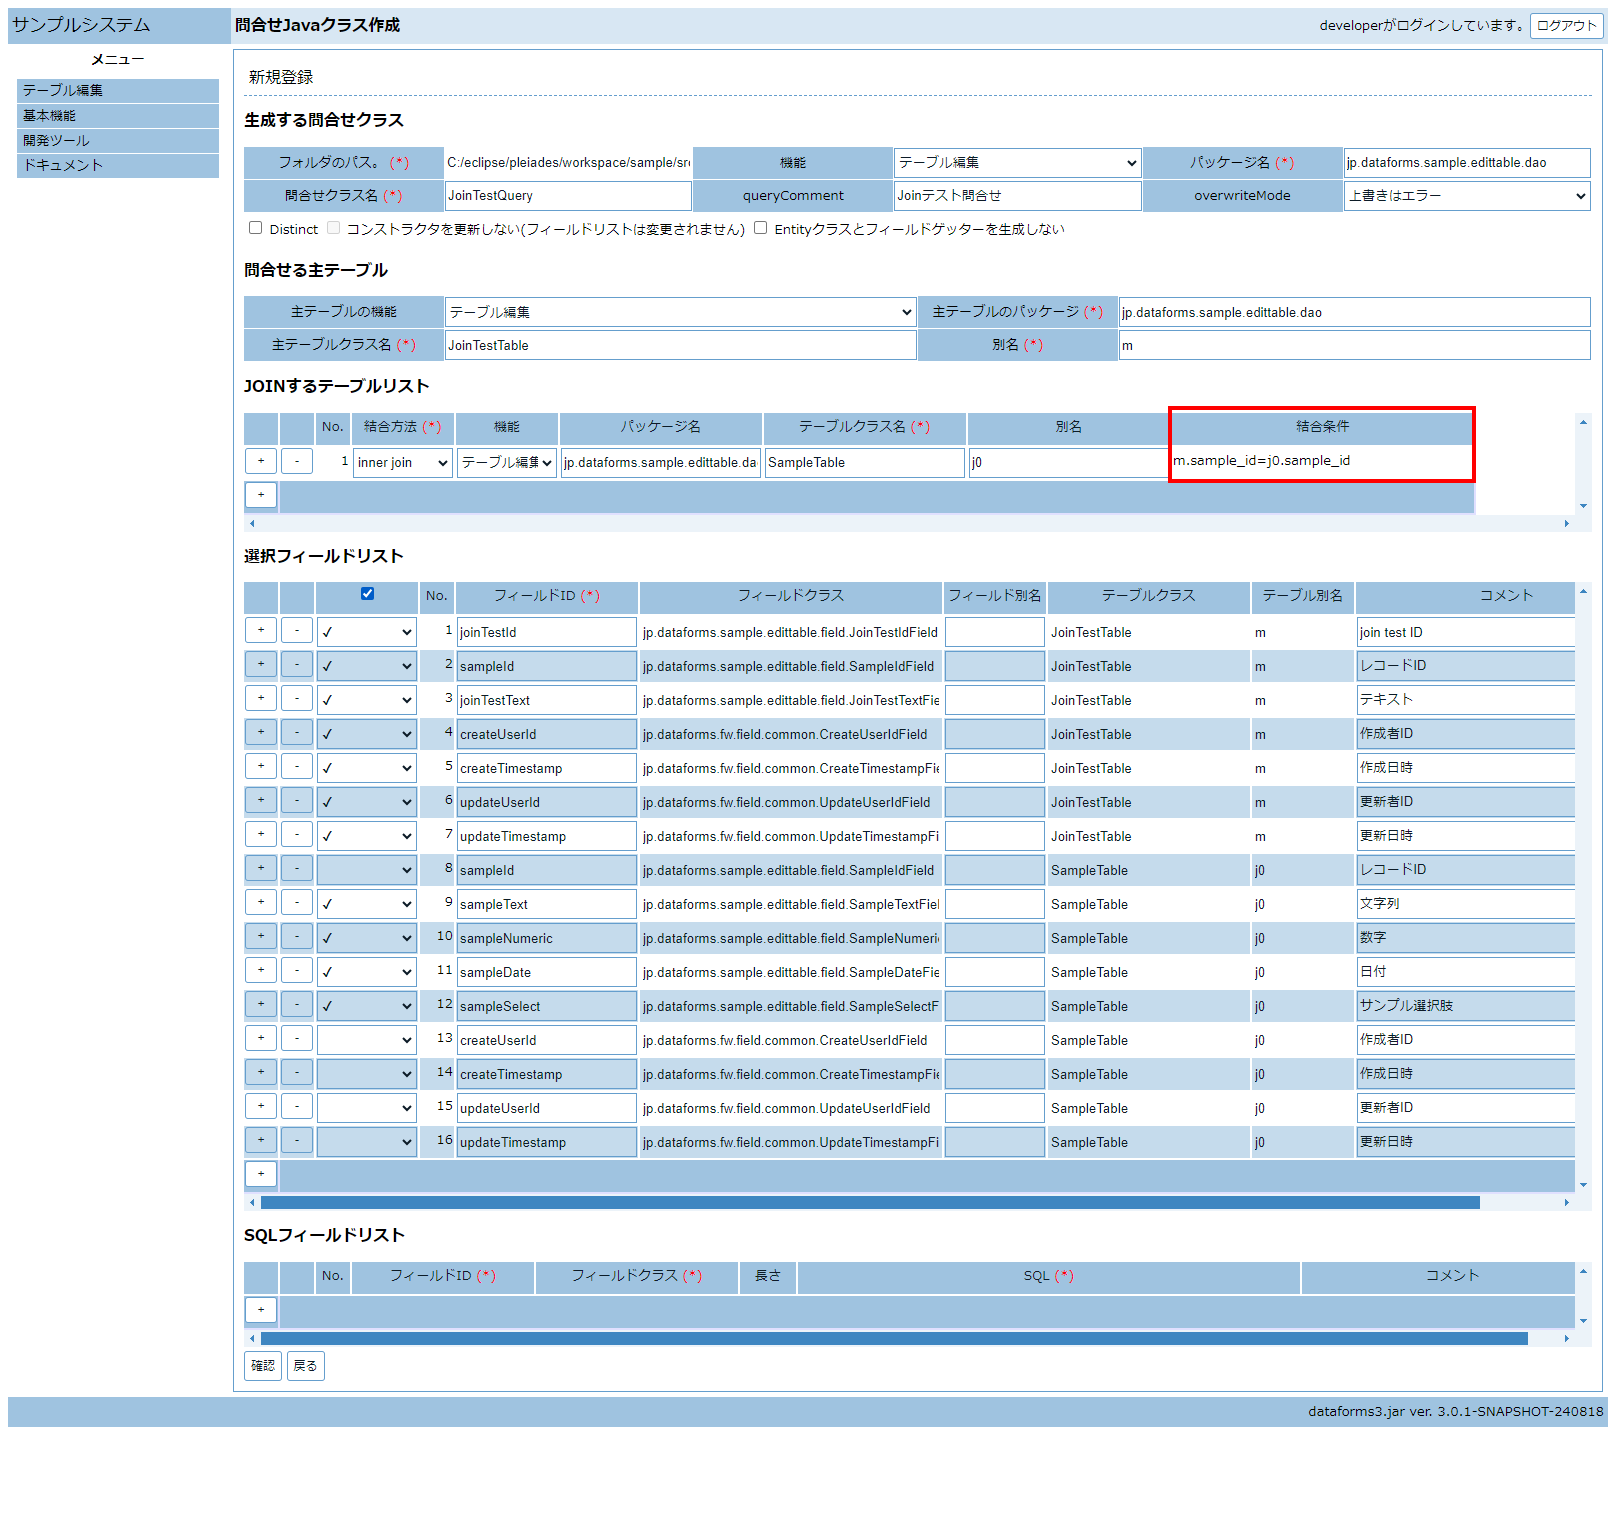 サンプルシステム
問合せJavaクラス作成
developerがログインしています。 ログアウト
メニュー
テーブル編集
基本機能
開発ツール
ドキュメント
新規登録
生成する問合せクラス
フォルダのパス。 (*) C:/eclipse/pleiades/workspace/sample/src 機能 テーブル編集 パッケージ名 (*) jp.dataforms.sample.edittable.dao
問合せクラス名 (*) JoinTestQuery queryComment Joinテスト問合せ overwriteMode 上書きはエラー
Distinct コンストラクタを更新しない(フィールドリストは変更されません) Entityクラスとフィールドゲッターを生成しない
問合せる主テーブル
主テーブルの機能 テーブル編集 主テーブルのパッケージ (*) jp.dataforms.sample.edittable.dao
主テーブルクラス名 (*) JoinTestTable 別名 (*) m
JOINするテーブルリスト
No. 結合方法 (*) 機能 パッケージ名 テーブルクラス名 (*) 別名 結合条件
+ - 1 inner join テーブル編集 jp.dataforms.sample.edittable.da SampleTable j0 m.sample_id=j0.sample_id
+
選択フィールドリスト
No. フィールドID (*) フィールドクラス フィールド別名 テーブルクラス テーブル別名 コメント
+ - ✓ 1 joinTestId jp.dataforms.sample.edittable.field.JoinTestIdField JoinTestTable m join test ID
+ - ✓ 2 sampleId jp.dataforms.sample.edittable.field.SampleIdField JoinTestTable m レコードID
+ - ✓ 3 joinTestText jp.dataforms.sample.edittable.field.JoinTestTextFie JoinTestTable m テキスト
+ - ✓ 4 createUserId jp.dataforms.fw.field.common.CreateUserIdField JoinTestTable m 作成者ID
+ - ✓ 5 createTimestamp jp.dataforms.fw.field.common.CreateTimestampFie JoinTestTable m 作成日時
+ - ✓ 6 updateUserId jp.dataforms.fw.field.common.UpdateUserIdField JoinTestTable m 更新者ID
+ - ✓ 7 updateTimestamp jp.dataforms.fw.field.common.UpdateTimestampFi JoinTestTable m 更新日時
+ - 8 sampleId jp.dataforms.sample.edittable.field.SampleIdField SampleTable j0 レコードID
+ - ✓ 9 sampleText jp.dataforms.sample.edittable.field.SampleTextFiel SampleTable j0 文字列
+ - ✓ 10 sampleNumeric jp.dataforms.sample.edittable.field.SampleNumeri SampleTable j0 数字
+ - ✓ 11 sampleDate jp.dataforms.sample.edittable.field.SampleDateFie SampleTable j0 日付
+ - ✓ 12 sampleSelect jp.dataforms.sample.edittable.field.SampleSelectF SampleTable j0 サンプル選択肢
+ - 13 createUserId jp.dataforms.fw.field.common.CreateUserIdField SampleTable j0 作成者ID
+ - 14 createTimestamp jp.dataforms.fw.field.common.CreateTimestampFie SampleTable j0 作成日時
+ - 15 updateUserId jp.dataforms.fw.field.common.UpdateUserIdField SampleTable j0 更新者ID
+ - 16 updateTimestamp jp.dataforms.fw.field.common.UpdateTimestampFi SampleTable j0 更新日時
+
SQLフィールドリスト
No. フィールドID (*) フィールドクラス (*) 長さ SQL (*) コメント
+
確認 戻る
dataforms3.jar ver. 3.0.1-SNAPSHOT-240818